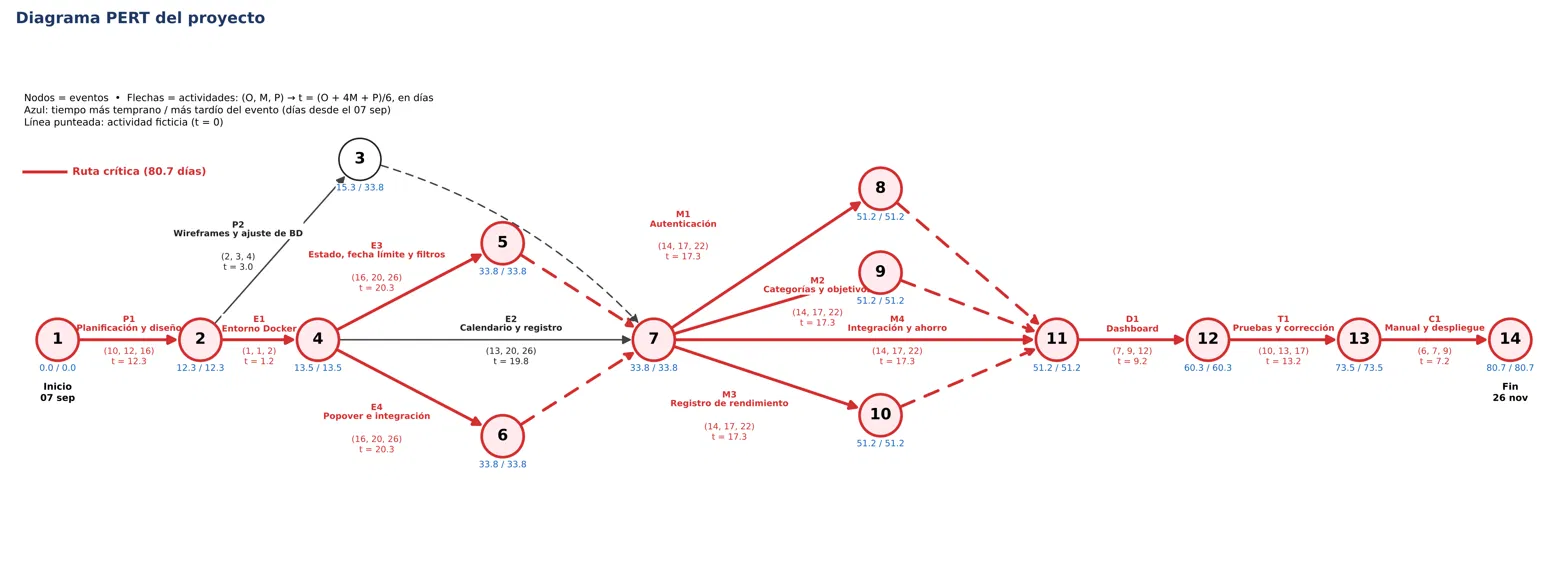 Diagrama PERT del proyecto
Nodos = eventos • Flechas = actividades: (O, M, P) → t = (O + 4M + P)/6, en días
Azul: tiempo más temprano / más tardío del evento (días desde el 07 sep)
Línea punteada: actividad ficticia (t = 0)
Ruta crítica (80.7 días)
3
15.3 / 33.8
P2
Wireframes y ajuste de BD
(2, 3, 4)
t = 3.0
E3
Estado, fecha límite y filtros
(16, 20, 26)
t = 20.3
5
33.8 / 33.8
M1
Autenticación
(14, 17, 22)
t = 17.3
8
51.2 / 51.2
M2
Categorías y objetivos
(14, 17, 22)
t = 17.3
9
51.2 / 51.2
1
0.0 / 0.0
Inicio
07 sep
P1
Planificación y diseño
(10, 12, 16)
t = 12.3
2
12.3 / 12.3
E1
Entorno Docker
(1, 1, 2)
t = 1.2
4
13.5 / 13.5
E2
Calendario y registro
(13, 20, 26)
t = 19.8
7
33.8 / 33.8
M4
Integración y ahorro
(14, 17, 22)
t = 17.3
11
51.2 / 51.2
D1
Dashboard
(7, 9, 12)
t = 9.2
12
60.3 / 60.3
T1
Pruebas y corrección
(10, 13, 17)
t = 13.2
13
73.5 / 73.5
C1
Manual y despliegue
(6, 7, 9)
t = 7.2
14
80.7 / 80.7
Fin
26 nov
E4
Popover e integración
(16, 20, 26)
t = 20.3
6
33.8 / 33.8
M3
Registro de rendimiento
(14, 17, 22)
t = 17.3
10
51.2 / 51.2